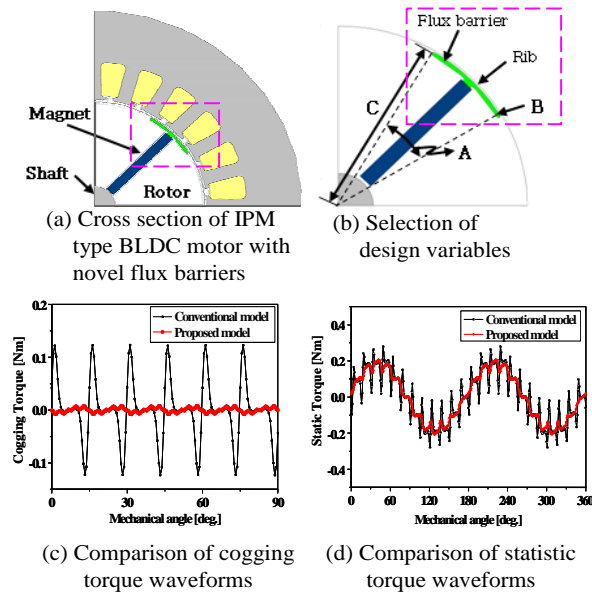 Magnet
Shaft
Rotor
(a) Cross section of IPM
type BLDC motor with
novel flux barriers
Flux barrier
Rib
C
B
A
(b) Selection of
design variables
0.2
0.1
0.0
-0.1
Cogging Torque [Nm]
Conventional model
Proposed model
0 30 60 90
Mechanical angle [deg.]
(c) Comparison of cogging
torque waveforms
0.4
0.2
0.0
-0.2
-0.4
Static Torque [Nm]
Conventional model
Proposed model
0 60 120 180 240 300 360
Mechanical angle [deg.]
(d) Comparison of statistic
torque waveforms